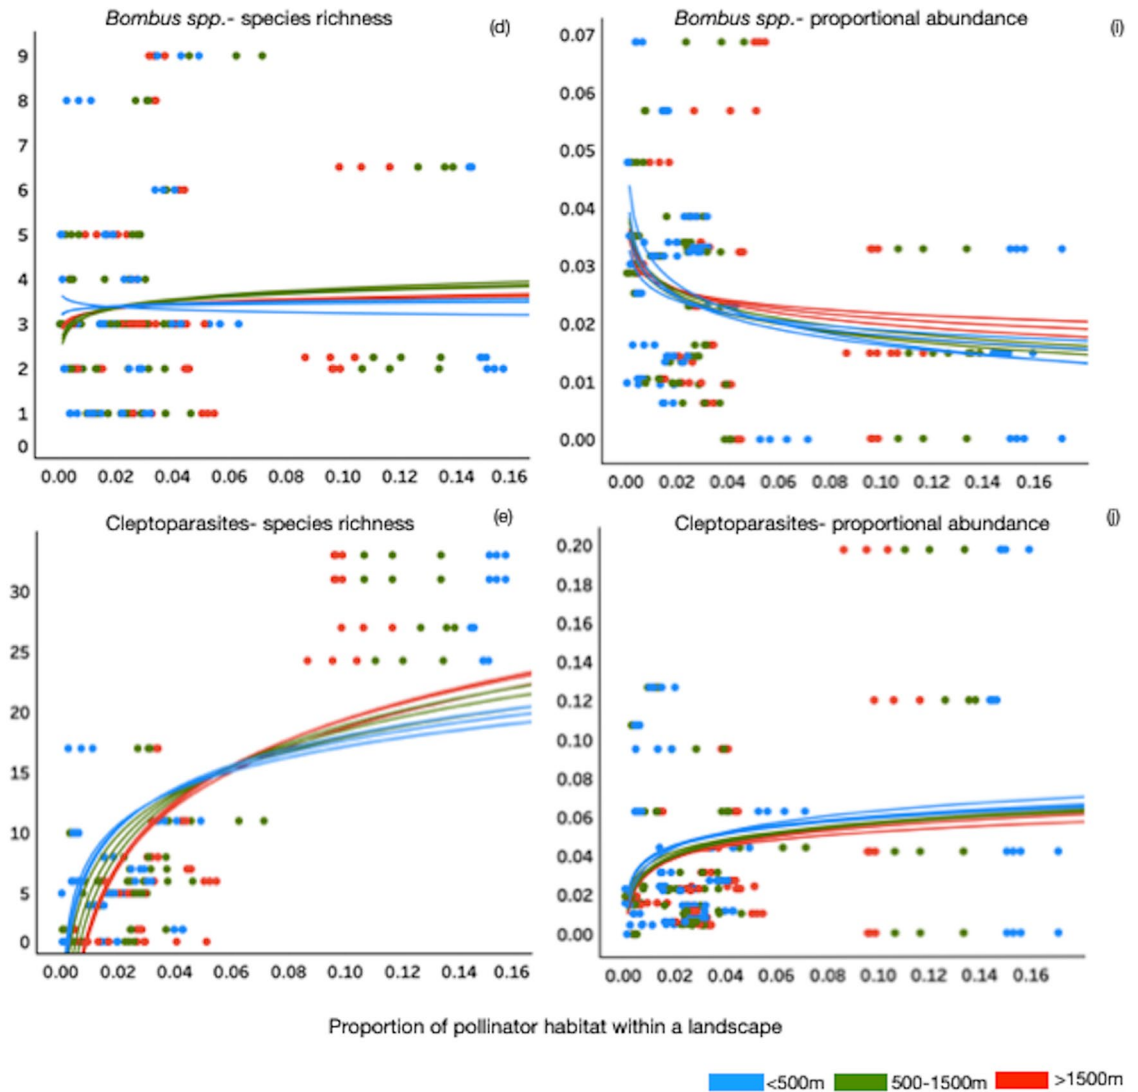 Bombus spp.- species richness
(d)
9
8
7
6
5
4
3
2
1
0
0.00 0.02 0.04 0.06 0.08 0.10 0.12 0.14 0.16
Bombus spp.- proportional abundance
(i)
0.07
0.06
0.05
0.04
0.03
0.02
0.01
0.00
0.00 0.02 0.04 0.06 0.08 0.10 0.12 0.14 0.16
Cleptoparasites- species richness
(e)
30
25
20
15
10
5
0
0.00 0.02 0.04 0.06 0.08 0.10 0.12 0.14 0.16
Cleptoparasites- proportional abundance
(j)
0.20
0.18
0.16
0.14
0.12
0.10
0.08
0.06
0.04
0.02
0.00
0.00 0.02 0.04 0.06 0.08 0.10 0.12 0.14 0.16
Proportion of pollinator habitat within a landscape
<500m 500-1500m >1500m